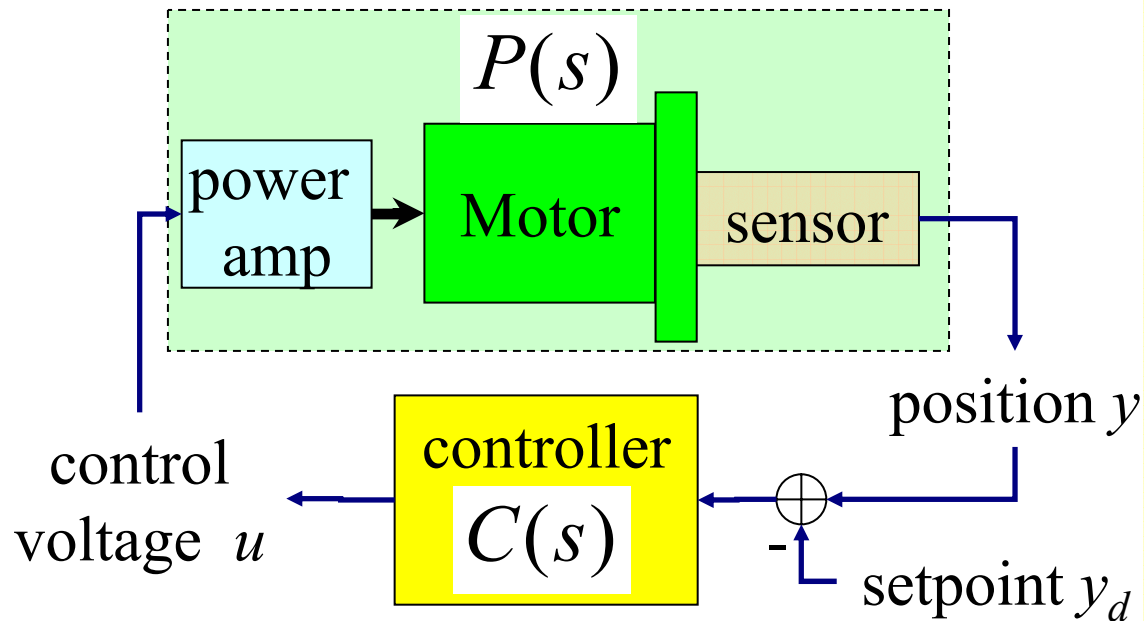 P(s)
power
amp
Motor
sensor
position y
controller
C(s)
control
voltage u
-
setpoint y_d